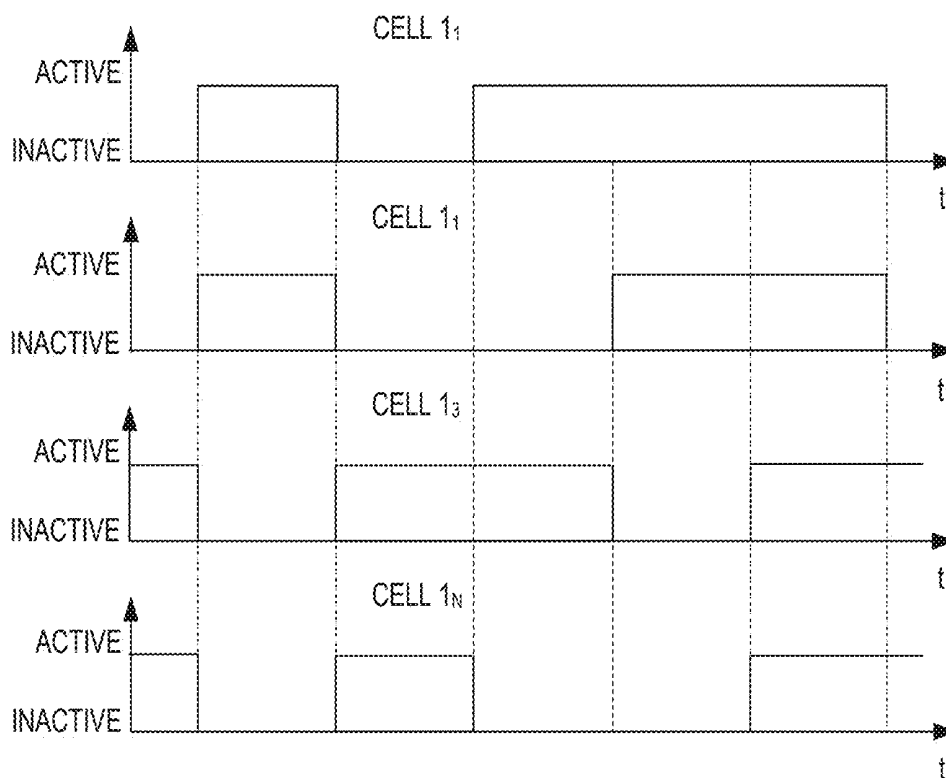 CELL 1₁
ACTIVE
INACTIVE
t
CELL 1₁
ACTIVE
INACTIVE
t
CELL 1₃
ACTIVE
INACTIVE
t
CELL 1ₙ
ACTIVE
INACTIVE
t